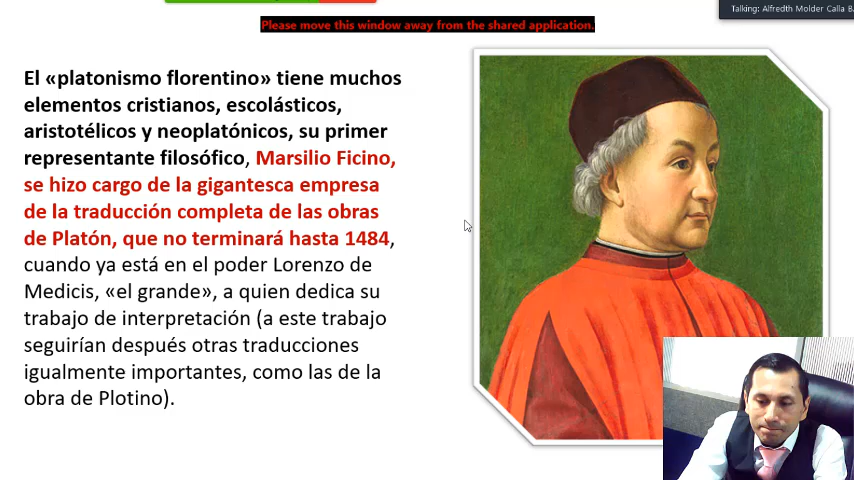 Talking: Alfredth Molder Calla B.
Please move this window away from the shared application.
El «platonismo florentino» tiene muchos
elementos cristianos, escolásticos,
aristotélicos y neoplatónicos, su primer
representante filosófico, Marsilio Ficino,
se hizo cargo de la gigantesca empresa
de la traducción completa de las obras
de Platón, que no terminará hasta 1484,
cuando ya está en el poder Lorenzo de
Medicis, «el grande», a quien dedica su
trabajo de interpretación (a este trabajo
seguirían después otras traducciones
igualmente importantes, como las de la
obra de Plotino).